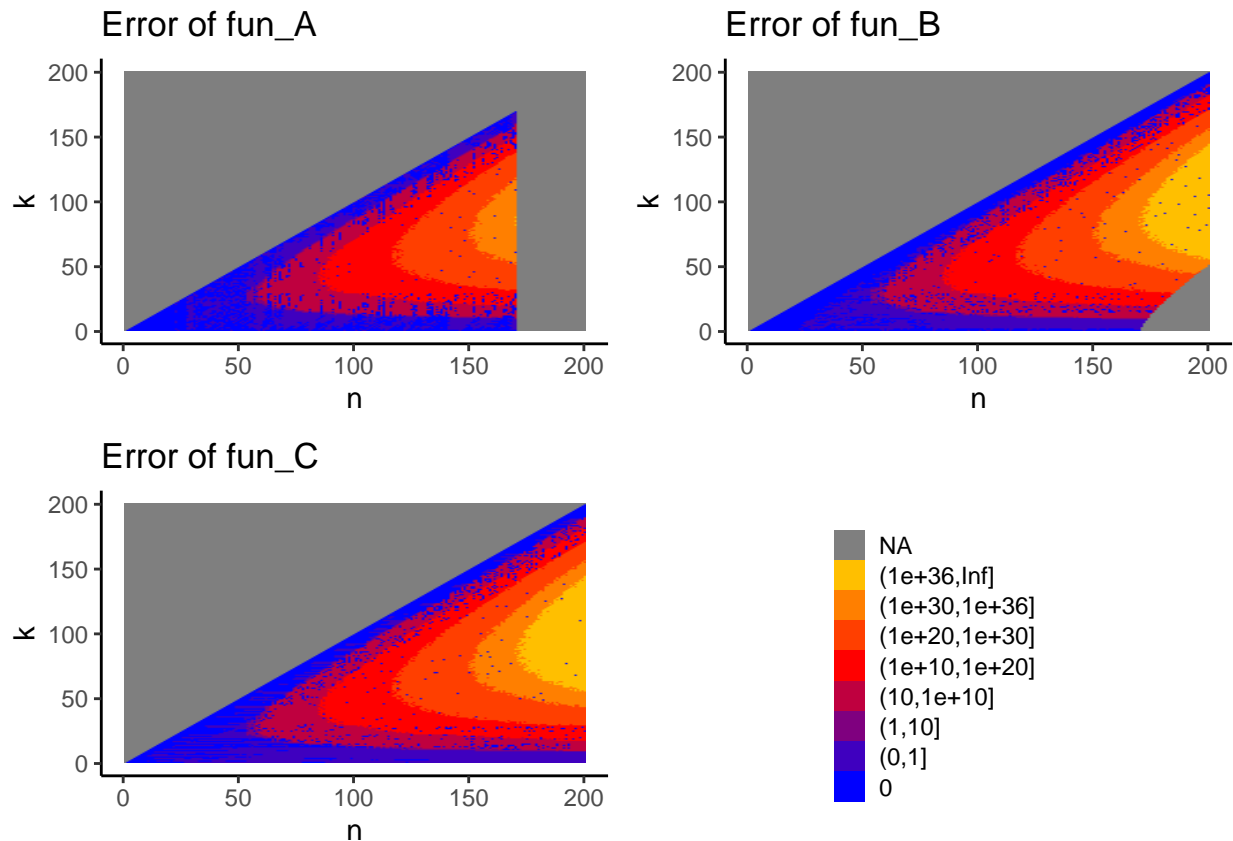 Error of fun_A
200
150
100
50
0
k
0 50 100 150 200
n
Error of fun_B
200
150
100
50
0
k
0 50 100 150 200
n
Error of fun_C
200
150
100
50
0
k
0 50 100 150 200
n
NA
(1e+36,Inf]
(1e+30,1e+36]
(1e+20,1e+30]
(1e+10,1e+20]
(10,1e+10]
(1,10]
(0,1]
0